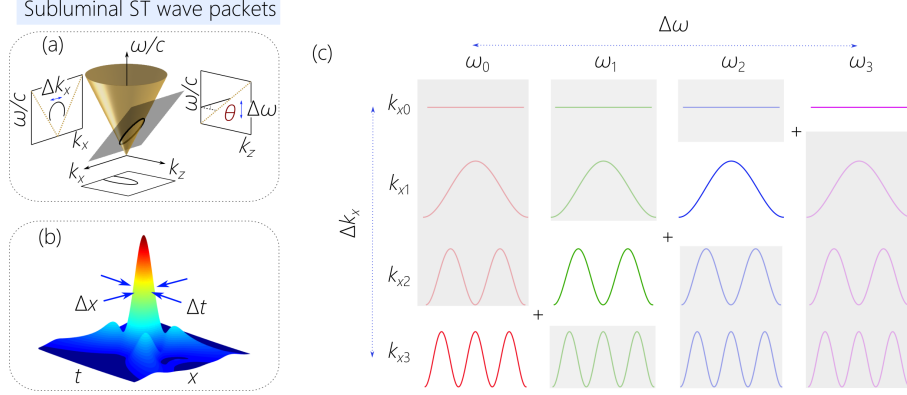 Subluminal ST wave packets
(a)
ω/c
ω/c
Δk_x
k_x
ω/c
θ
Δω
k_z
k_x
k_z
(b)
Δx
Δt
t
x
(c)
Δω
ω_0 ω_1 ω_2 ω_3
k_x0
+
k_x1
Δk_x
+
k_x2
+
k_x3